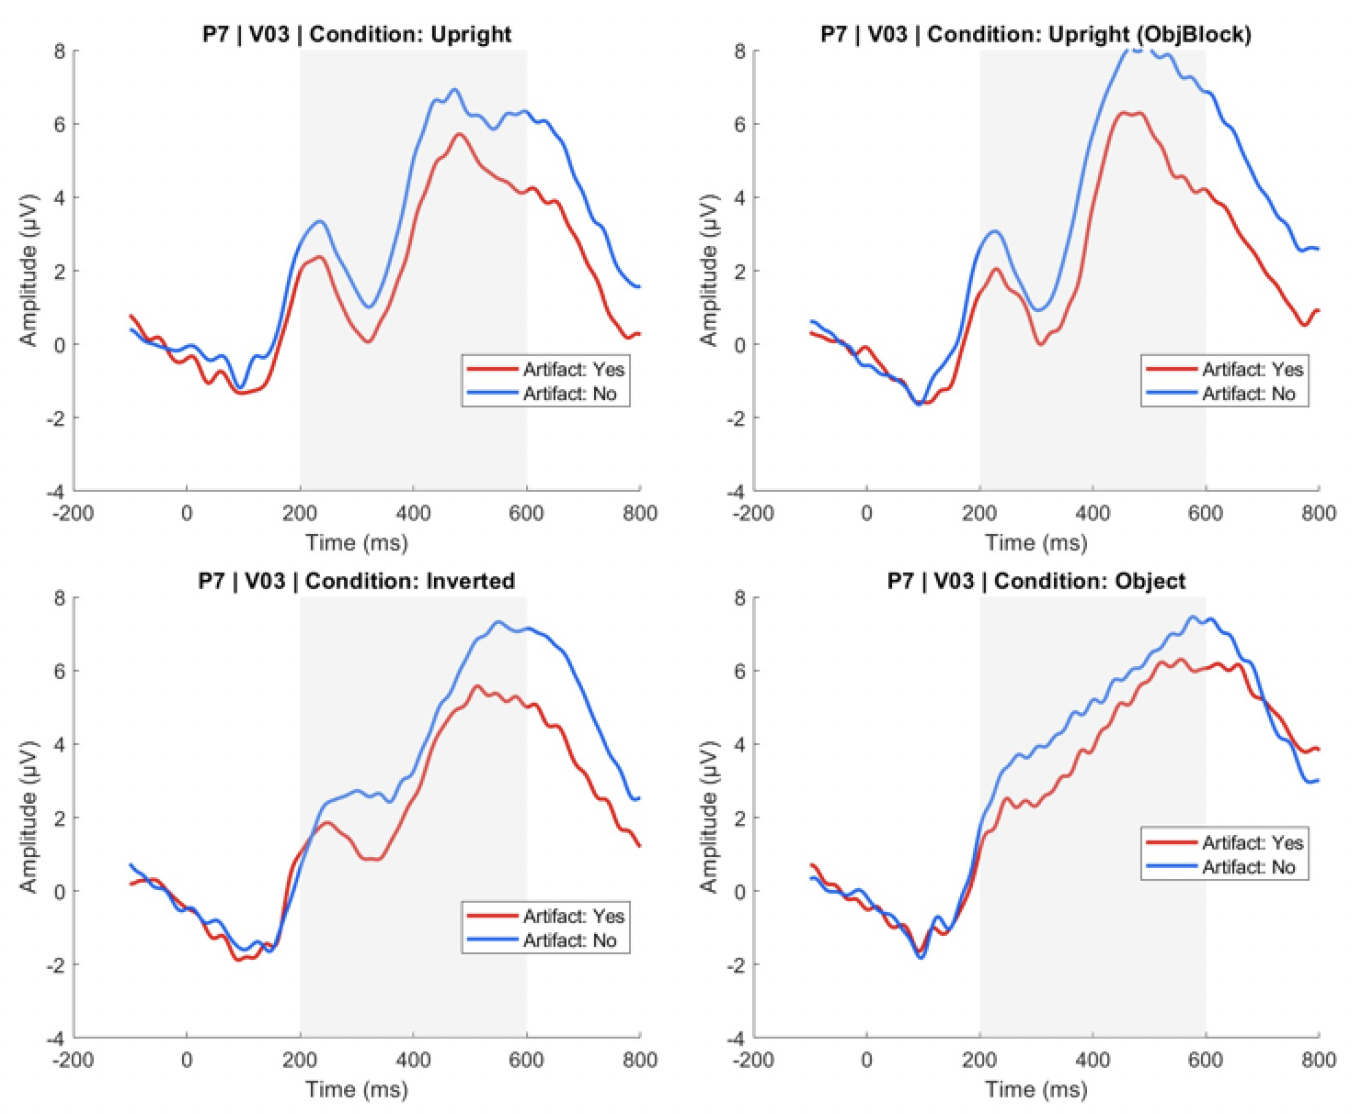 P7 | V03 | Condition: Upright
8
6
4
2
0
-2
-4
Amplitude (µV)
Artifact: Yes
Artifact: No
-200 0 200 400 600 800
Time (ms)
P7 | V03 | Condition: Upright (ObjBlock)
8
6
4
2
0
-2
-4
Amplitude (µV)
Artifact: Yes
Artifact: No
-200 0 200 400 600 800
Time (ms)
P7 | V03 | Condition: Inverted
8
6
4
2
0
-2
-4
Amplitude (µV)
Artifact: Yes
Artifact: No
-200 0 200 400 600 800
Time (ms)
P7 | V03 | Condition: Object
8
6
4
2
0
-2
-4
Amplitude (µV)
Artifact: Yes
Artifact: No
-200 0 200 400 600 800
Time (ms)